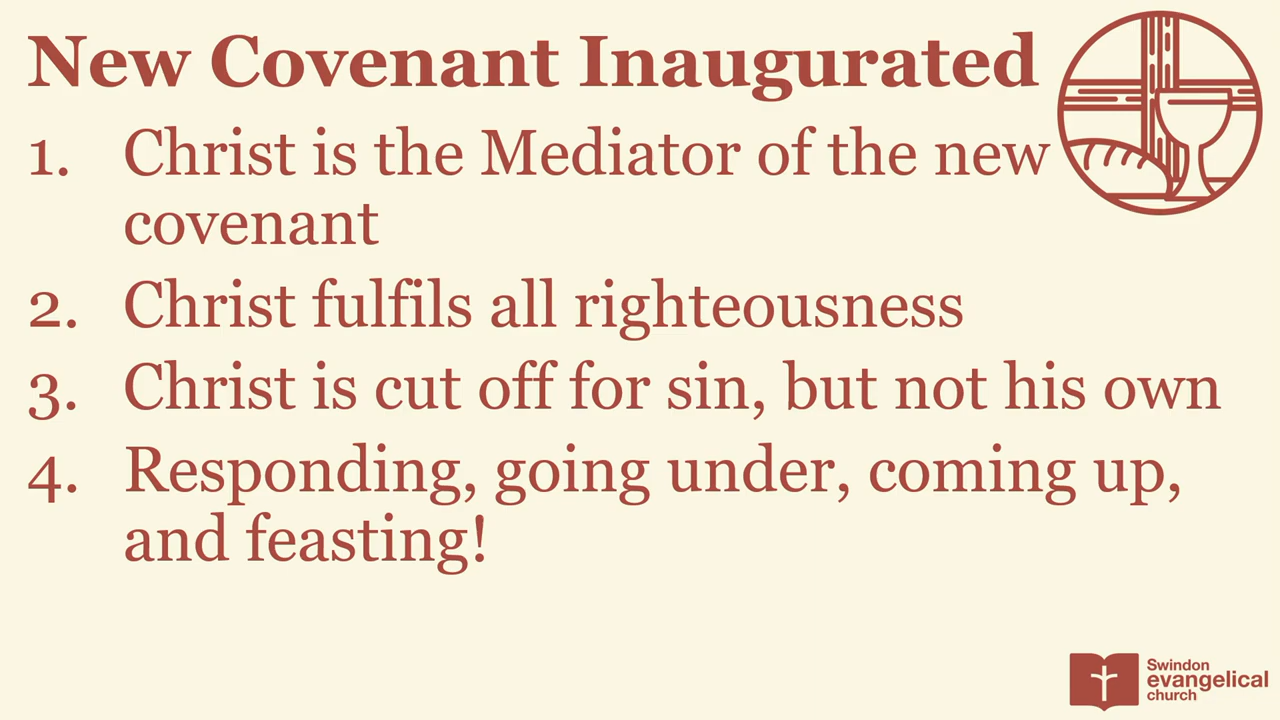 New Covenant Inaugurated
1. Christ is the Mediator of the new
covenant
2. Christ fulfils all righteousness
3. Christ is cut off for sin, but not his own
4. Responding, going under, coming up,
and feasting!
Swindon
evangelical
church